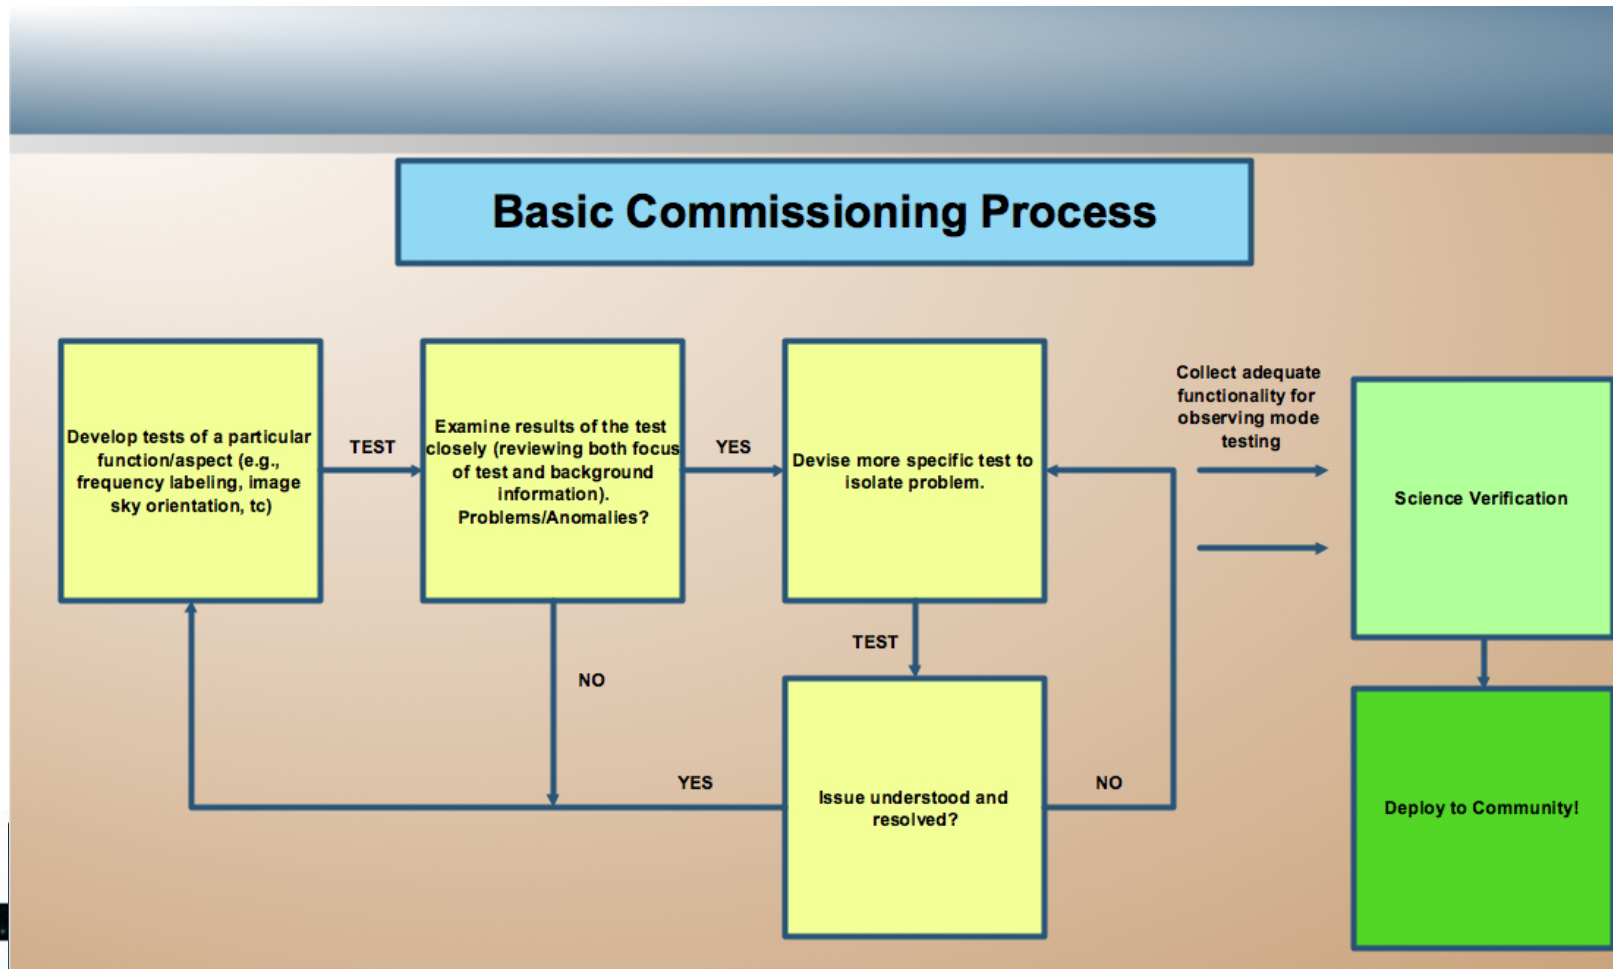 Basic Commissioning Process
Develop tests of a particular
function/aspect (e.g.,
frequency labeling, image
sky orientation, tc)
TEST
Examine results of the test
closely (reviewing both focus
of test and background
information).
Problems/Anomalies?
YES
Devise more specific test to
isolate problem.
Collect adequate
functionality for
observing mode
testing
Science Verification
TEST
NO
YES
Issue understood and
resolved?
NO
Deploy to Community!